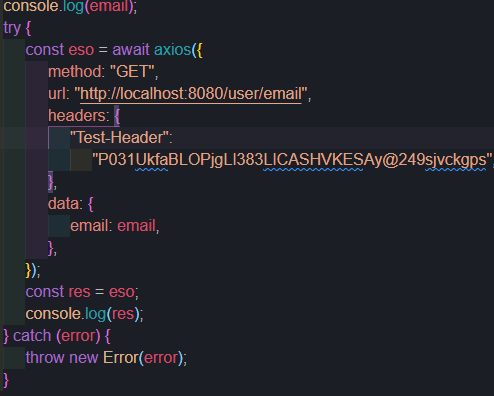 console.log(email);
try {
const eso = await axios({
method: "GET",
url: "http://localhost:8080/user/email",
headers: {
"Test-Header":
"P031UkfaBLOPjgLI383LICASHVKESAy@249sjvckgps",
},
data: {
email: email,
},
});
const res = eso;
console.log(res);
} catch (error) {
throw new Error(error);
}